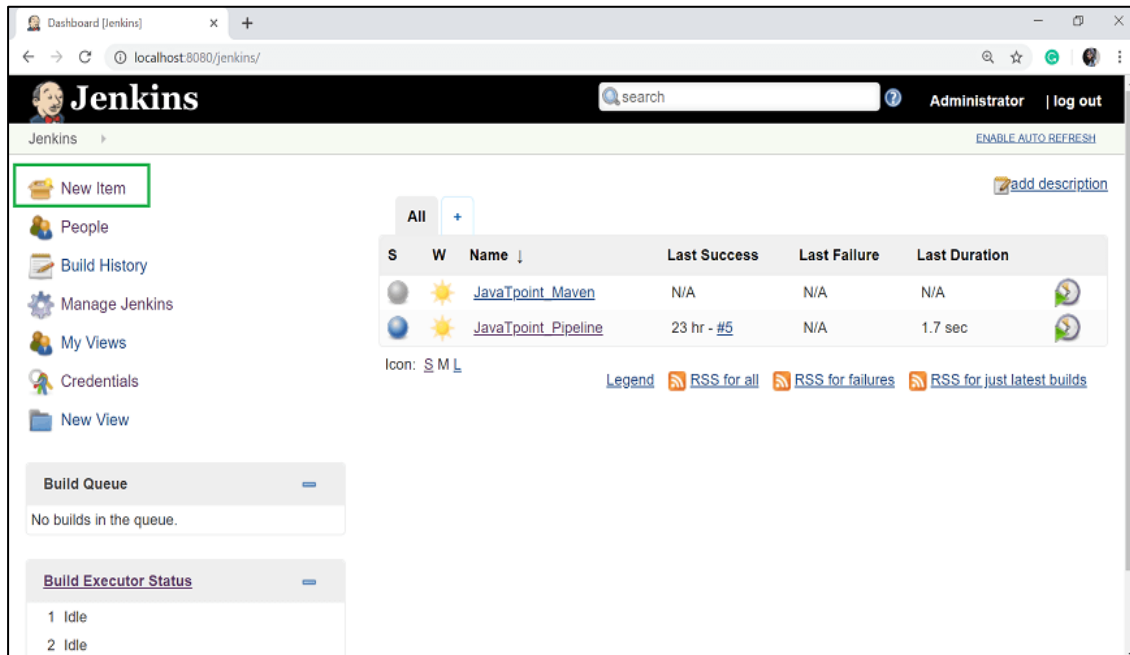 Dashboard [Jenkins]
localhost:8080/jenkins/
Jenkins
search
Administrator | log out
Jenkins
ENABLE AUTO REFRESH
New Item
add description
People
All +
Build History
S W Name ↓ Last Success Last Failure Last Duration
JavaTpoint_Maven N/A N/A N/A
Manage Jenkins
JavaTpoint_Pipeline 23 hr - #5 N/A 1.7 sec
My Views
Icon: S M L
Credentials
Legend RSS for all RSS for failures RSS for just latest builds
New View
Build Queue
No builds in the queue.
Build Executor Status
1 Idle
2 Idle